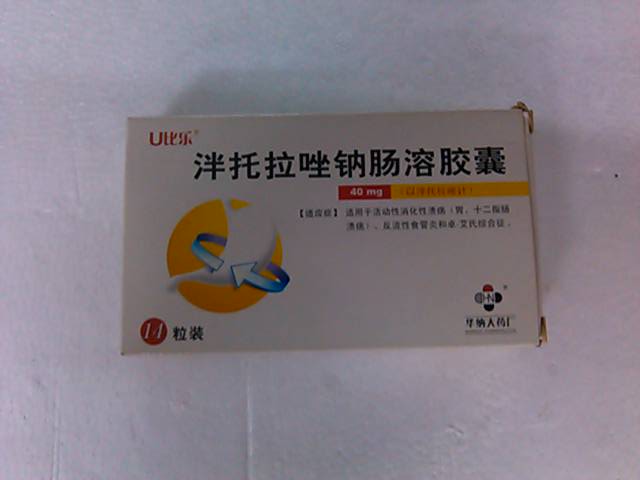 U比乐®
泮托拉唑钠肠溶胶囊
40 mg （以泮托拉唑计）
【适应症】 适用于活动性消化性溃疡（胃、十二指肠
溃疡）、反流性食管炎和卓-艾氏综合征。
14粒装
华纳大药厂